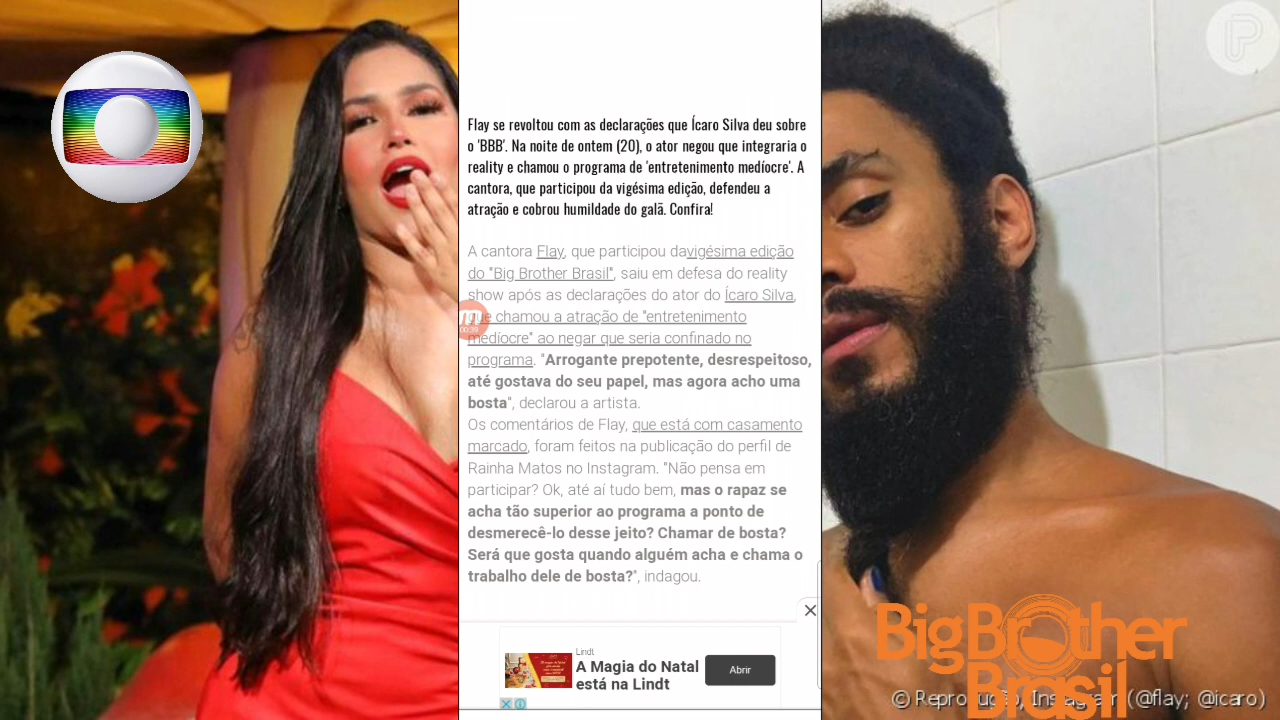 Flay se revoltou com as declarações que Ícaro Silva deu sobre
o 'BBB'. Na noite de ontem (20), o ator negou que integraria o
reality e chamou o programa de 'entretenimento medíocre'. A
cantora, que participou da vigésima edição, defendeu a
atração e cobrou humildade do galã. Confira!
A cantora Flay, que participou davigésima edição
do "Big Brother Brasil", saiu em defesa do reality
show após as declarações do ator do Ícaro Silva,
que chamou a atração de "entretenimento
medíocre" ao negar que seria confinado no
programa. "Arrogante prepotente, desrespeitoso,
até gostava do seu papel, mas agora acho uma
bosta", declarou a artista.
Os comentários de Flay, que está com casamento
marcado, foram feitos na publicação do perfil de
Rainha Matos no Instagram. "Não pensa em
participar? Ok, até aí tudo bem, mas o rapaz se
acha tão superior ao programa a ponto de
desmerecê-lo desse jeito? Chamar de bosta?
Será que gosta quando alguém acha e chama o
trabalho dele de bosta?", indagou.
00:39
Lindt
A Magia do Natal
está na Lindt
Abrir
BigBrother
Brasil
© Reprodução, Instagram (@flay; @icaro)